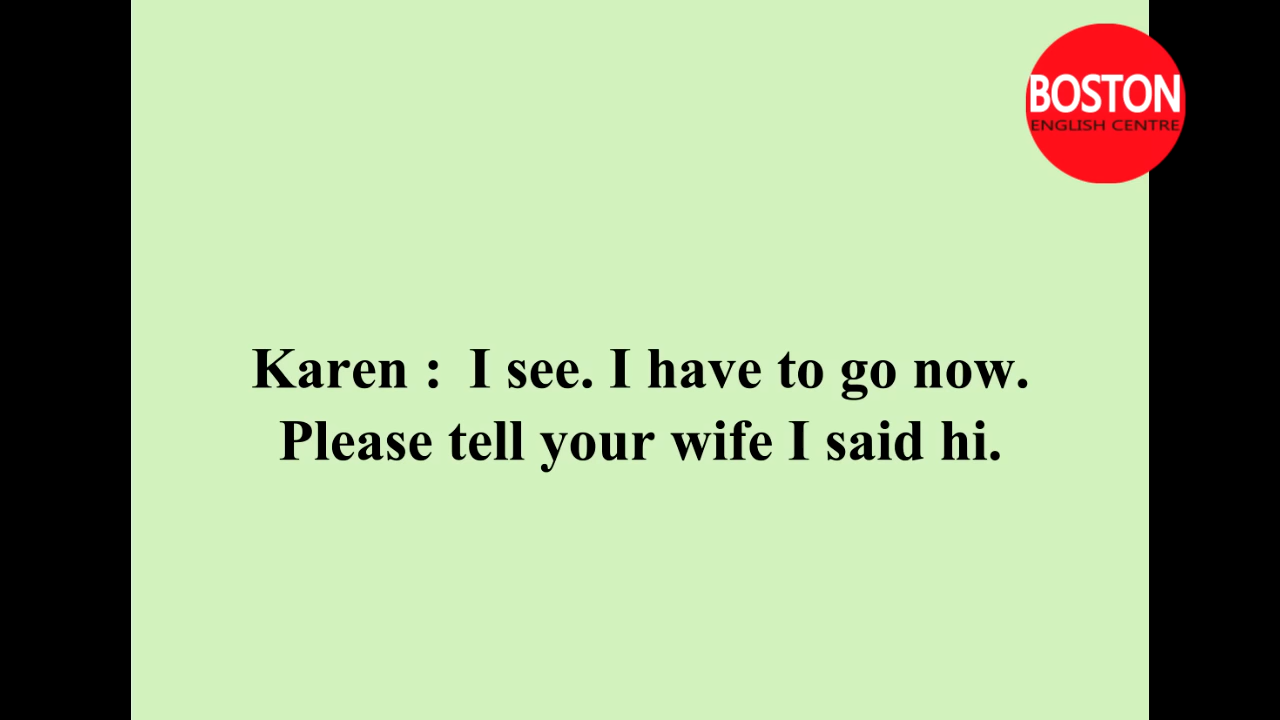 BOSTON
ENGLISH CENTRE
Karen :  I see. I have to go now.
Please tell your wife I said hi.